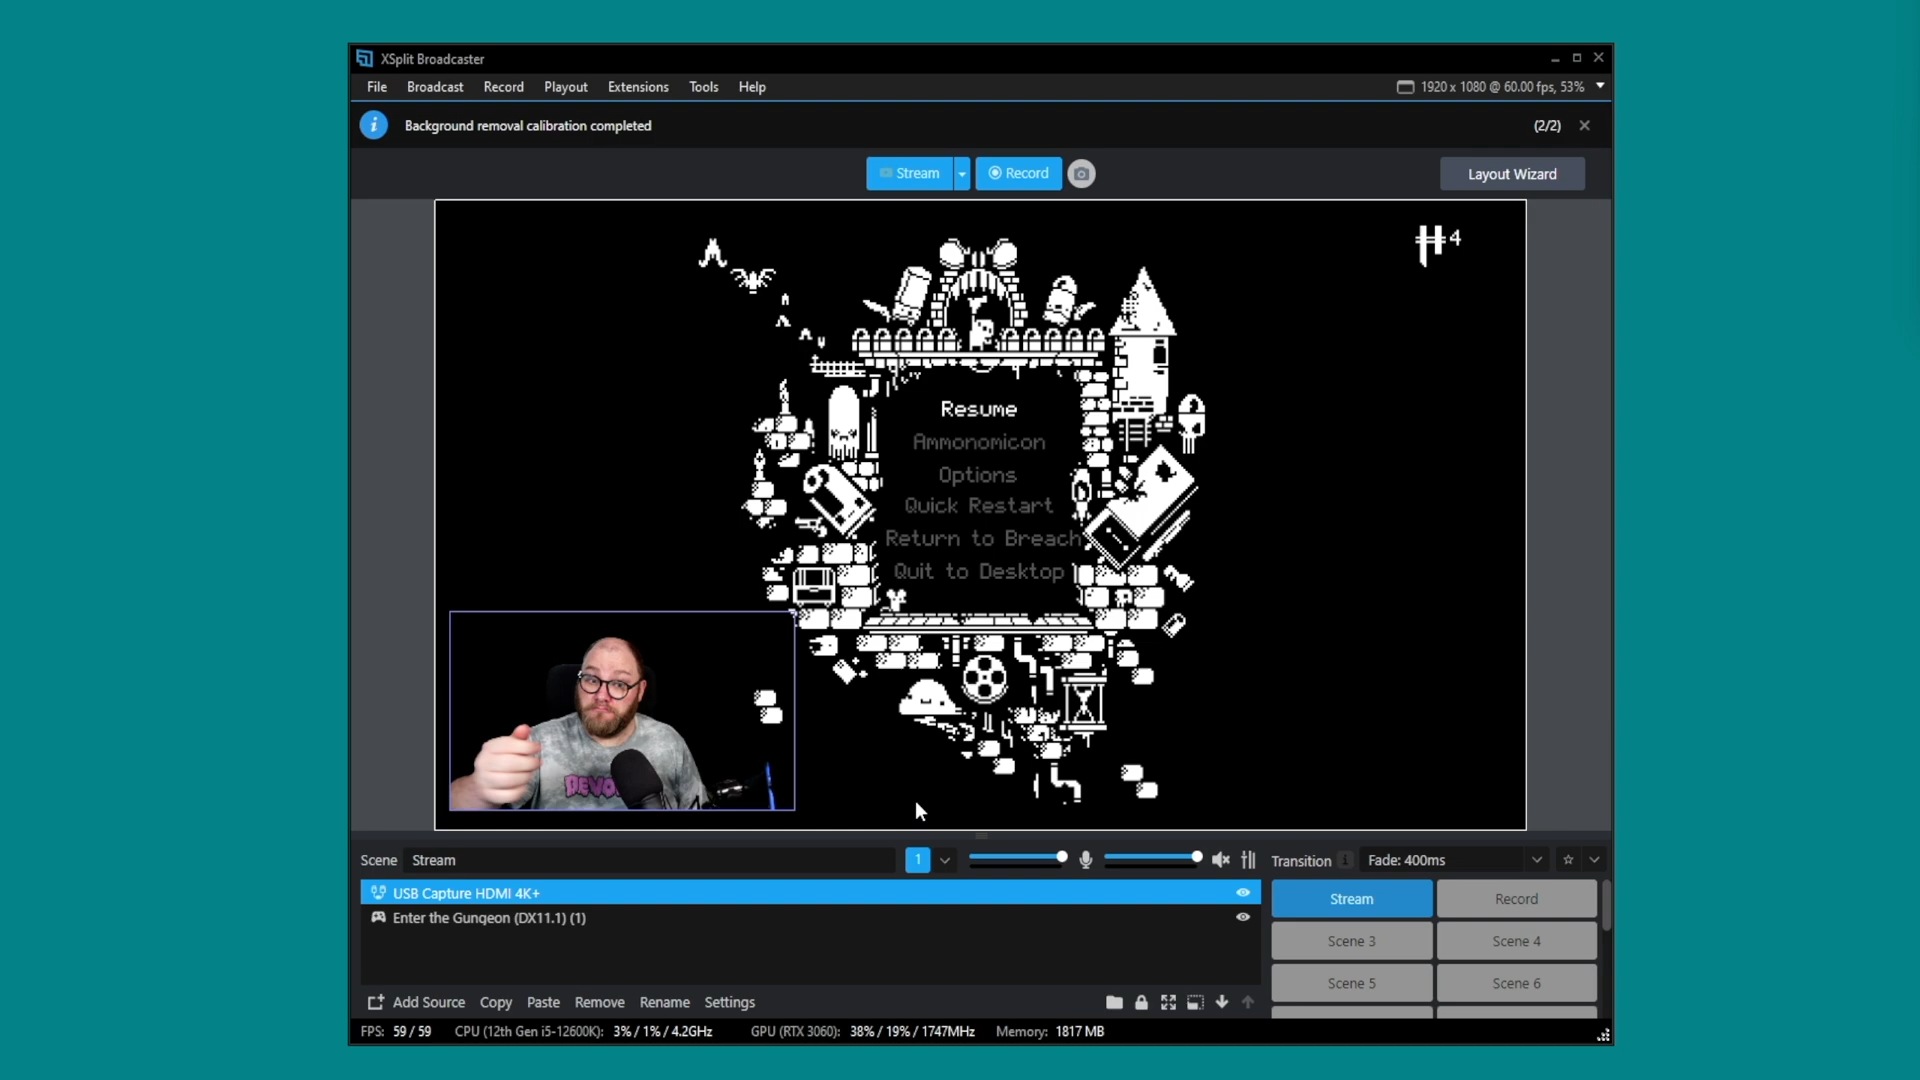 XSplit Broadcaster
File Broadcast Record Playout Extensions Tools Help 1920 x 1080 @ 60.00 fps, 53%
Background removal calibration completed (2/2)
Stream Record Layout Wizard
4
Resume
Ammonomicon
Options
Quick Restart
Return to Breach
Quit to Desktop
DEVO
Scene Stream 1 Transition Fade: 400ms
USB Capture HDMI 4K+
Enter the Gungeon (DX11.1) (1)
Stream Record
Scene 3 Scene 4
Scene 5 Scene 6
Add Source Copy Paste Remove Rename Settings
FPS: 59 / 59 CPU (12th Gen i5-12600K): 3% / 1% / 4.2GHz GPU (RTX 3060): 38% / 19% / 1747MHz Memory: 1817 MB